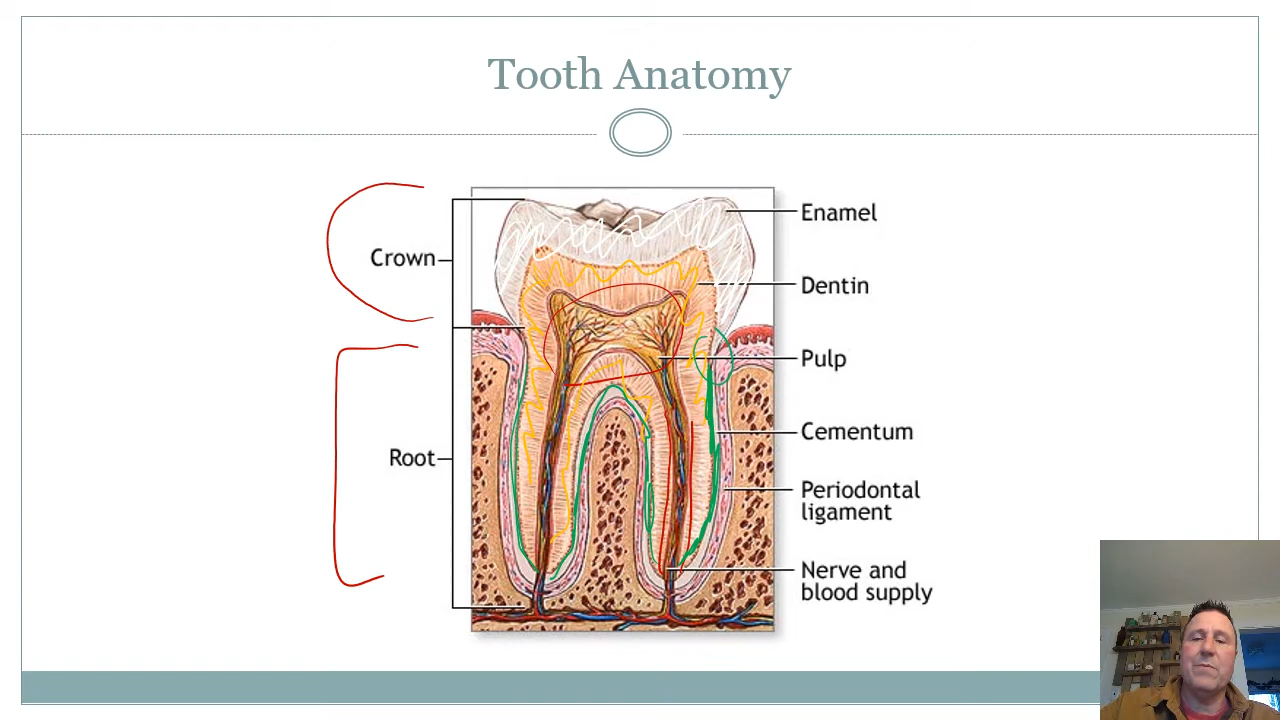 Tooth Anatomy
Enamel
Crown
Dentin
Pulp
Cementum
Root
Periodontal
ligament
Nerve and
blood supply